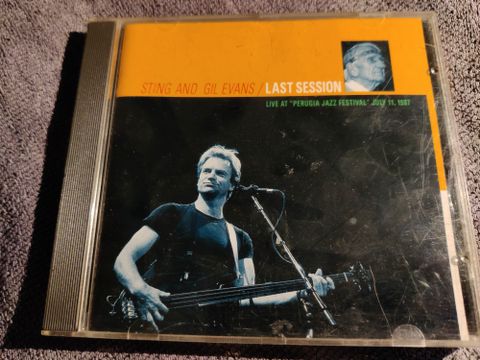 STING AND GIL EVANS / LAST SESSION
LIVE AT "PERUGIA JAZZ FESTIVAL" JULY 11, 1987